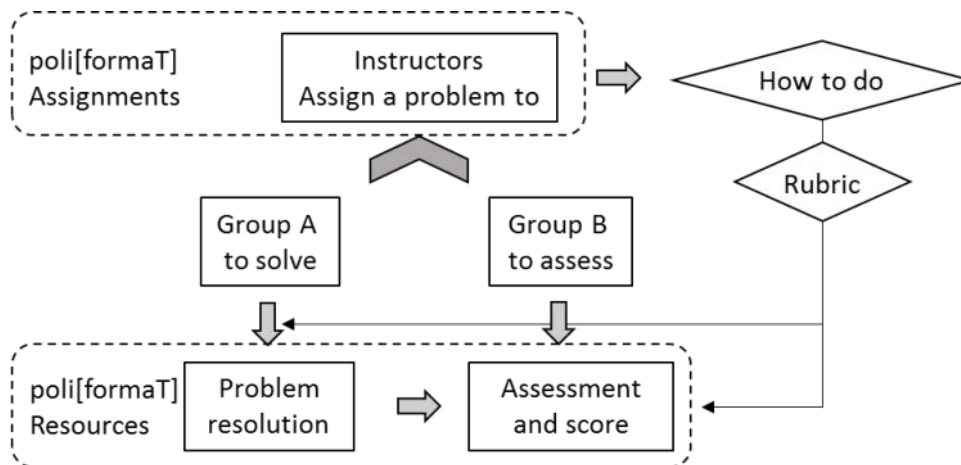 poli[formaT]
Assignments
Instructors
Assign a problem to
How to do
Rubric
Group A
to solve
Group B
to assess
poli[formaT]
Resources
Problem
resolution
Assessment
and score